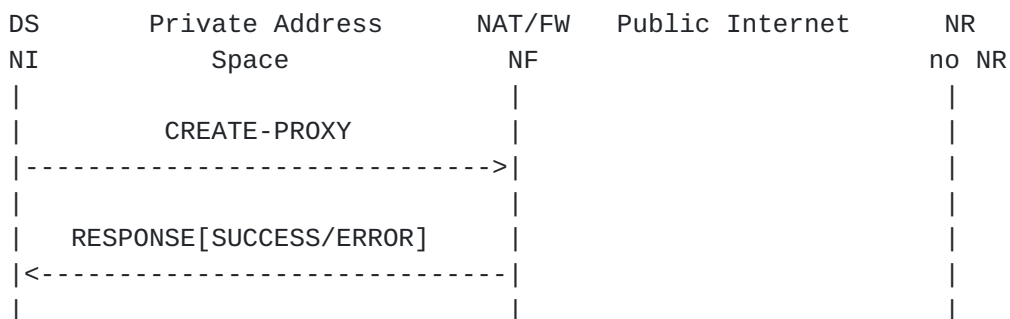 DS       Private Address      NAT/FW   Public Internet      NR
NI           Space              NF                         no NR
|                               |                           |
|         CREATE-PROXY          |                           |
|------------------------------>|                           |
|                               |                           |
|   RESPONSE[SUCCESS/ERROR]     |                           |
|<------------------------------|                           |
|                               |                           |